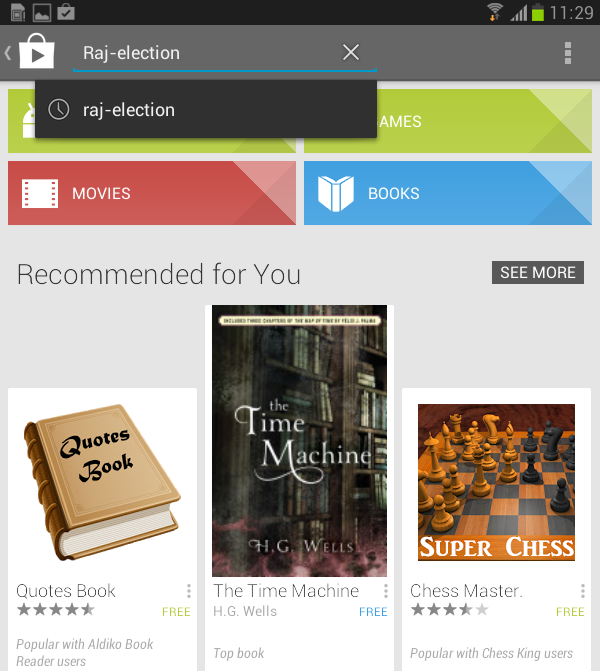 11:29
Raj-election
raj-election
GAMES
MOVIES
BOOKS
Recommended for You
SEE MORE
INCLUDES THREE CHAPTERS OF THE MAP OF TIME BY FÉLIX J. PALMA
the
Time
Machine
H.G. WELLS
Quotes
Book
SUPER CHESS
Quotes Book
FREE
Popular with Aldiko Book
Reader users
The Time Machine
H.G. Wells
FREE
Top book
Chess Master.
FREE
Popular with Chess King users